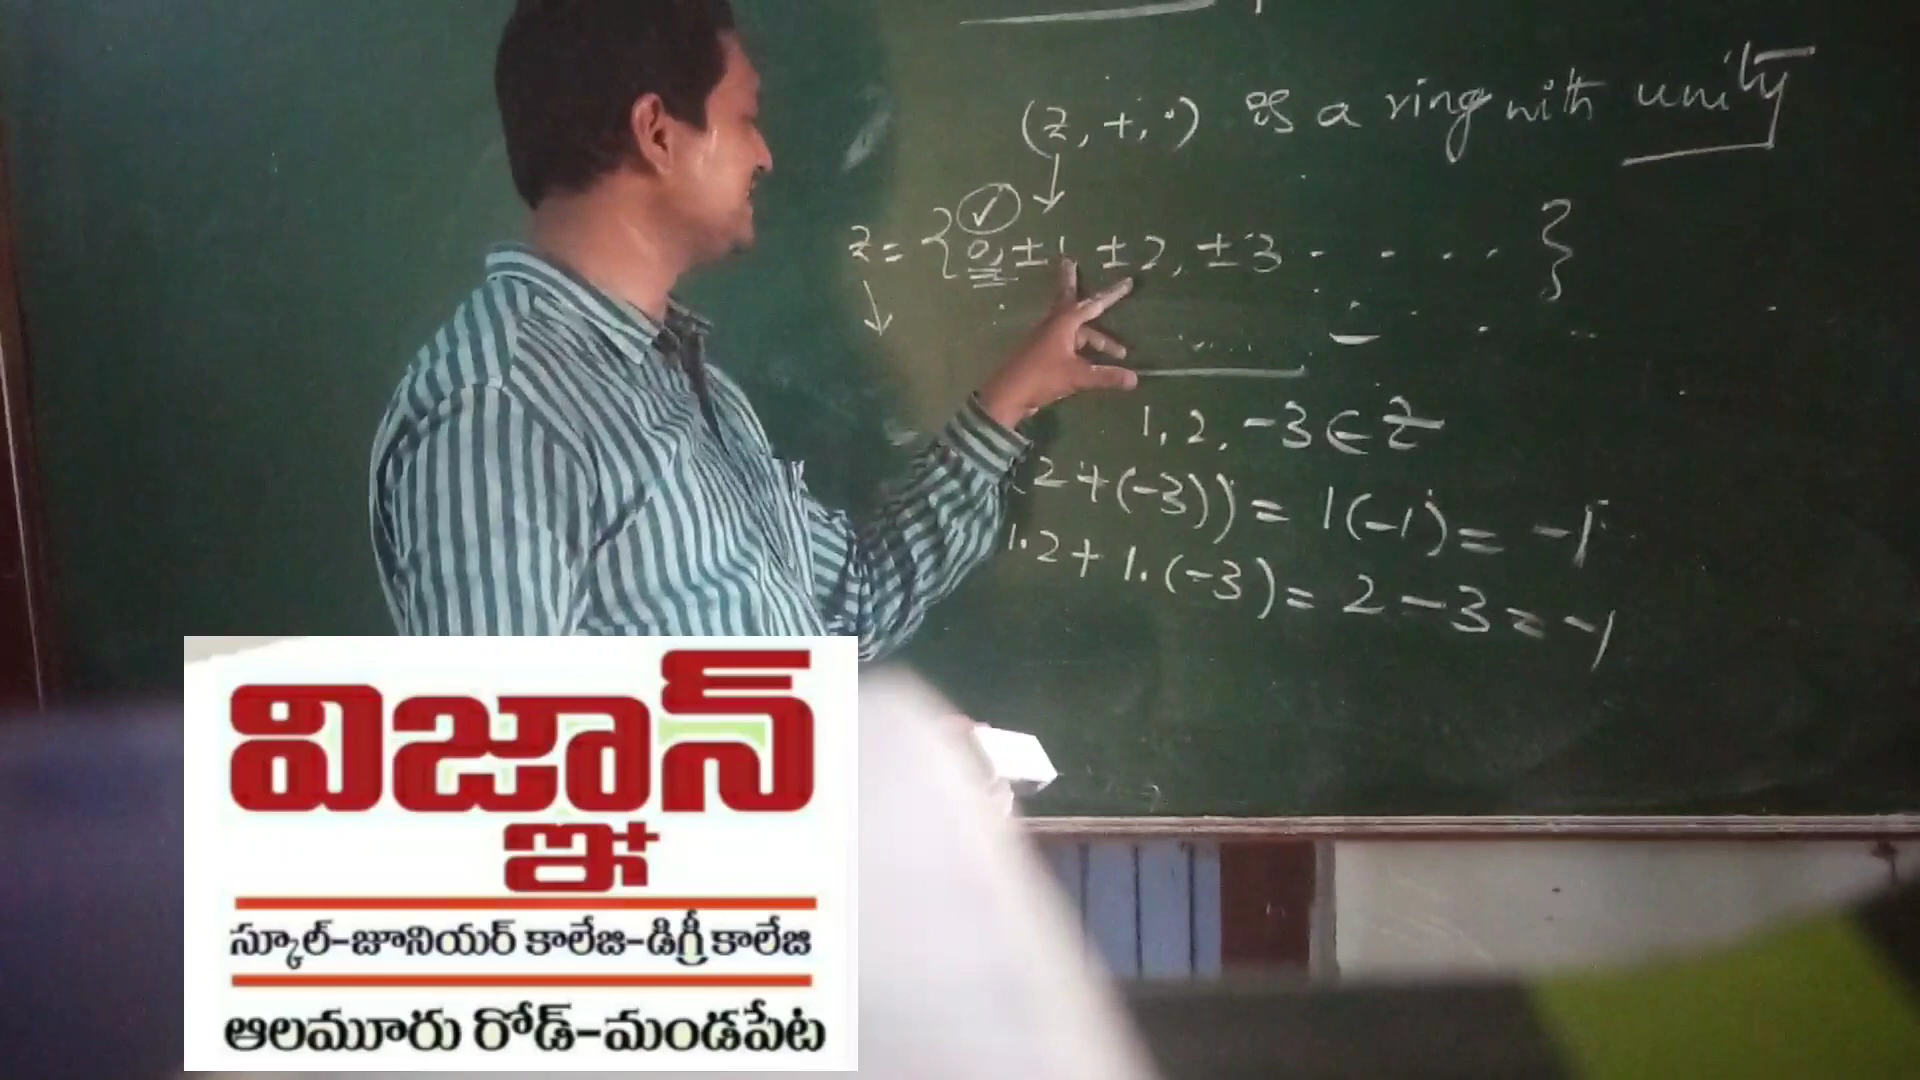 (z, +, ·) is a ring with unity
z = { 0, ±1, ±2, ±3 - - - - }
1, 2, -3 ∈ z
2 + (-3)) = 1(-1) = -1
1.2 + 1.(-3) = 2 - 3 = -1
విజ్ఞాన్
స్కూల్-జూనియర్ కాలేజి-డిగ్రీ కాలేజి
ఆలమూరు రోడ్-మండపేట